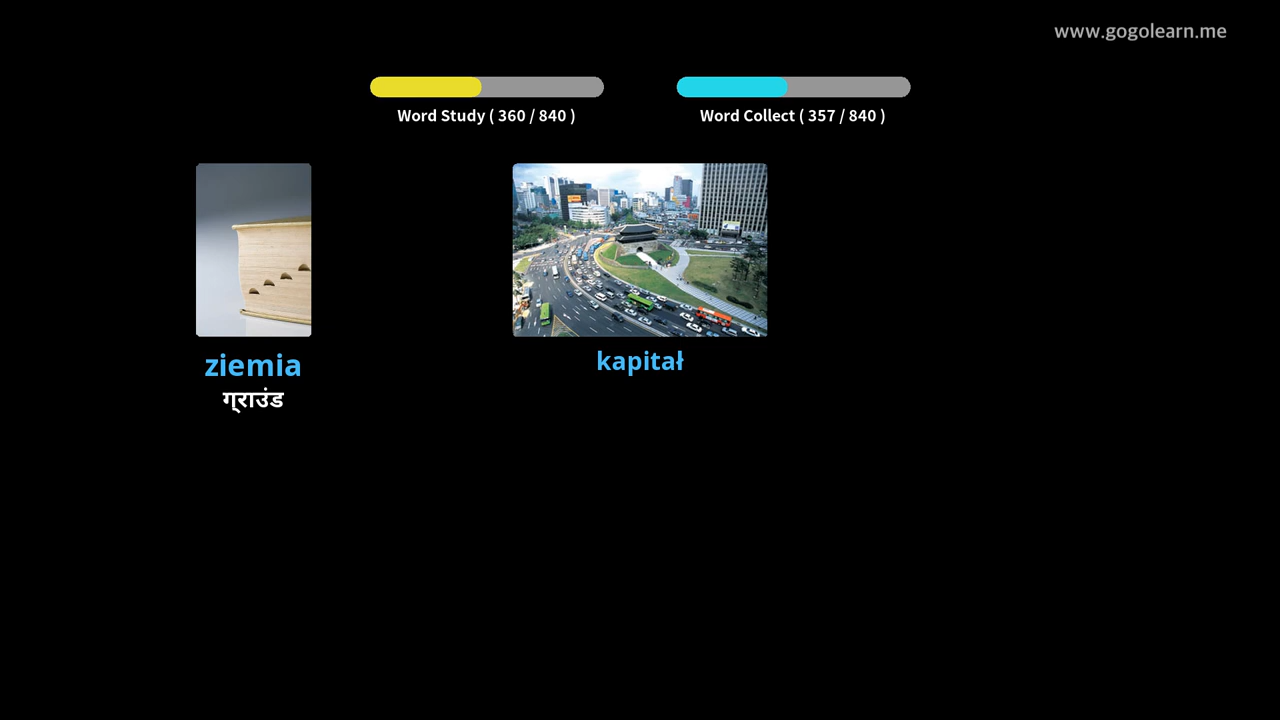 www.gogolearn.me
Word Study ( 360 / 840 )
Word Collect ( 357 / 840 )
ziemia
ग्राउंड
kapitał